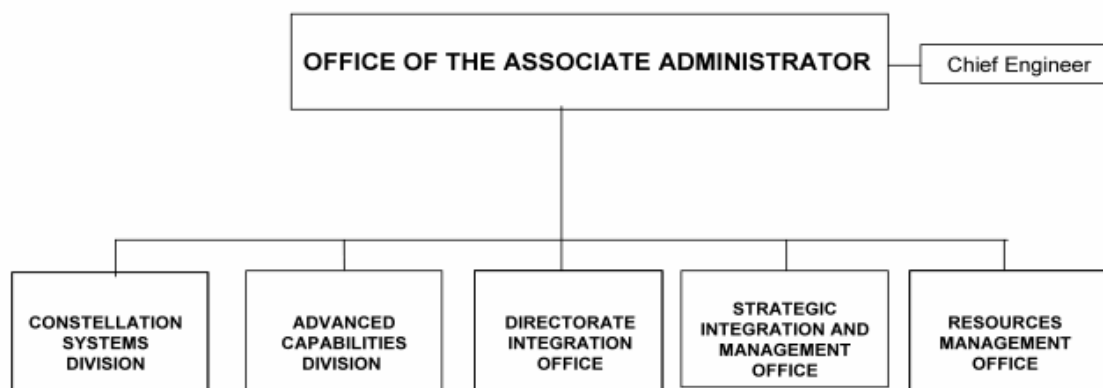 OFFICE OF THE ASSOCIATE ADMINISTRATOR
Chief Engineer
CONSTELLATION
SYSTEMS
DIVISION
ADVANCED
CAPABILITIES
DIVISION
DIRECTORATE
INTEGRATION
OFFICE
STRATEGIC
INTEGRATION AND
MANAGEMENT
OFFICE
RESOURCES
MANAGEMENT
OFFICE